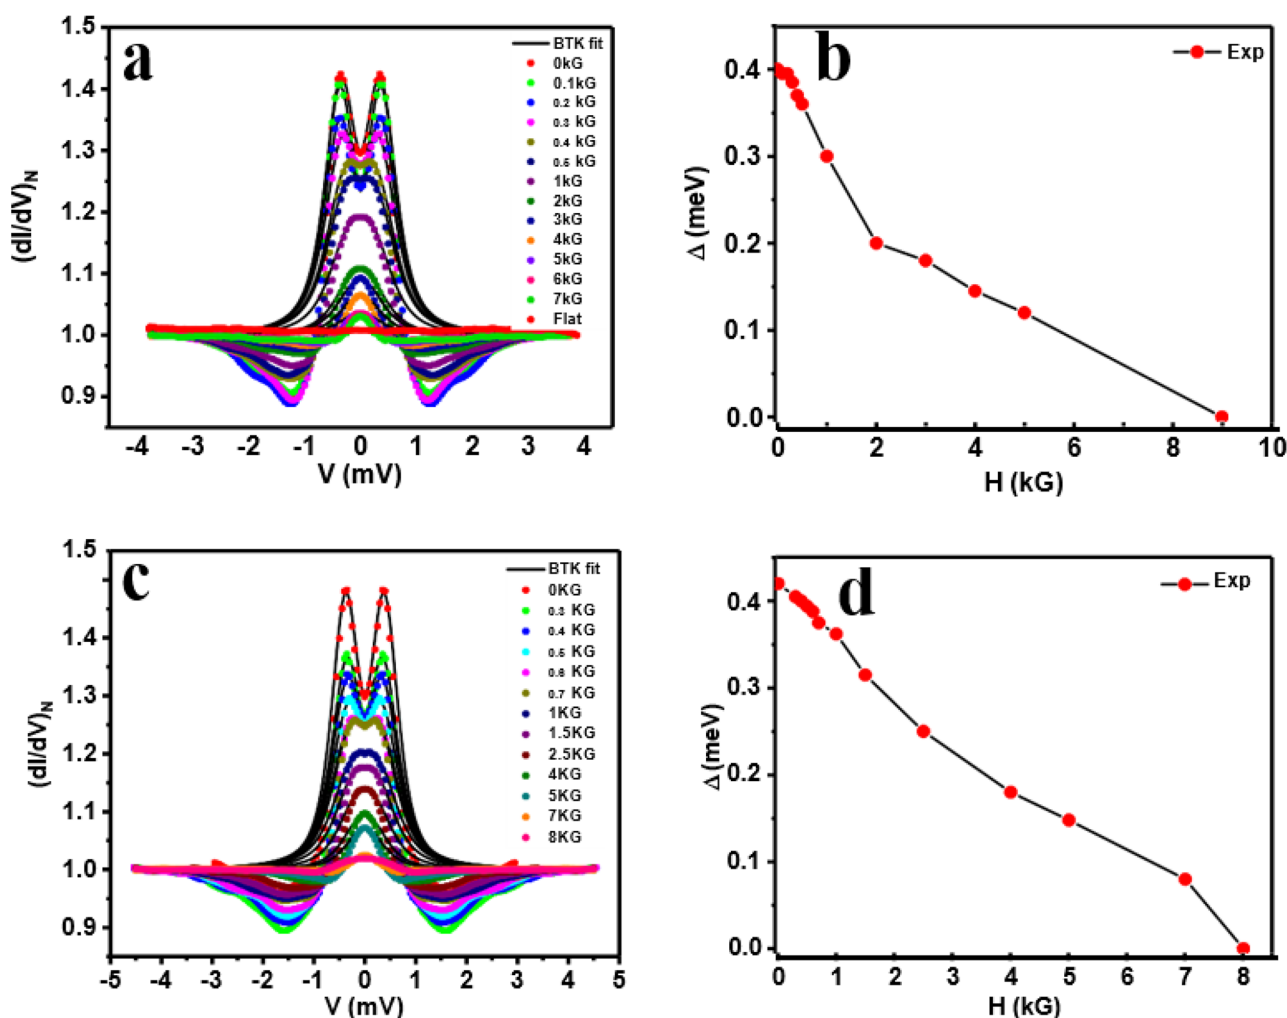 a
1.5
1.4
1.3
1.2
1.1
1.0
0.9
(dI/dV)N
-4
-3
-2
-1
0
1
2
3
4
V (mV)
BTK fit
0kG
0.1kG
0.2 kG
0.3 kG
0.4 kG
0.5 kG
1kG
2kG
3kG
4kG
5kG
6kG
7kG
Flat
b
Exp
0.4
0.3
0.2
0.1
0.0
Δ (meV)
0
2
4
6
8
10
H (kG)
c
1.5
1.4
1.3
1.2
1.1
1.0
0.9
(dI/dV)N
-5
-4
-3
-2
-1
0
1
2
3
4
5
V (mV)
BTK fit
0KG
0.3 KG
0.4 KG
0.5 KG
0.6 KG
0.7 KG
1KG
1.5KG
2.5KG
4KG
5KG
7KG
8KG
d
Exp
0.4
0.3
0.2
0.1
0.0
Δ (meV)
0
1
2
3
4
5
6
7
8
H (kG)